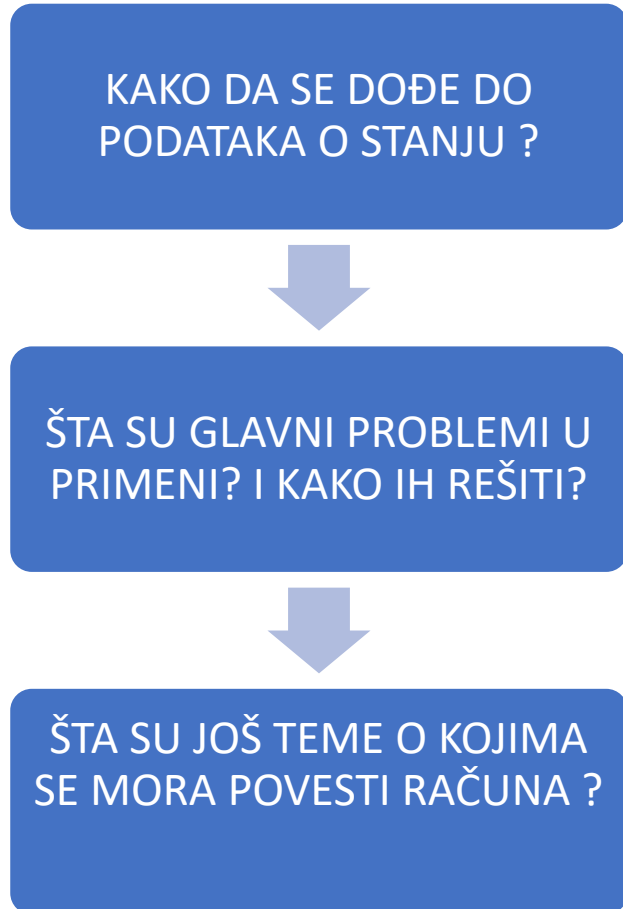 KAKO DA SE DOĐE DO
PODATAKA O STANJU ?
ŠTA SU GLAVNI PROBLEMI U
PRIMENI? I KAKO IH REŠITI?
ŠTA SU JOŠ TEME O KOJIMA
SE MORA POVESTI RAČUNA ?